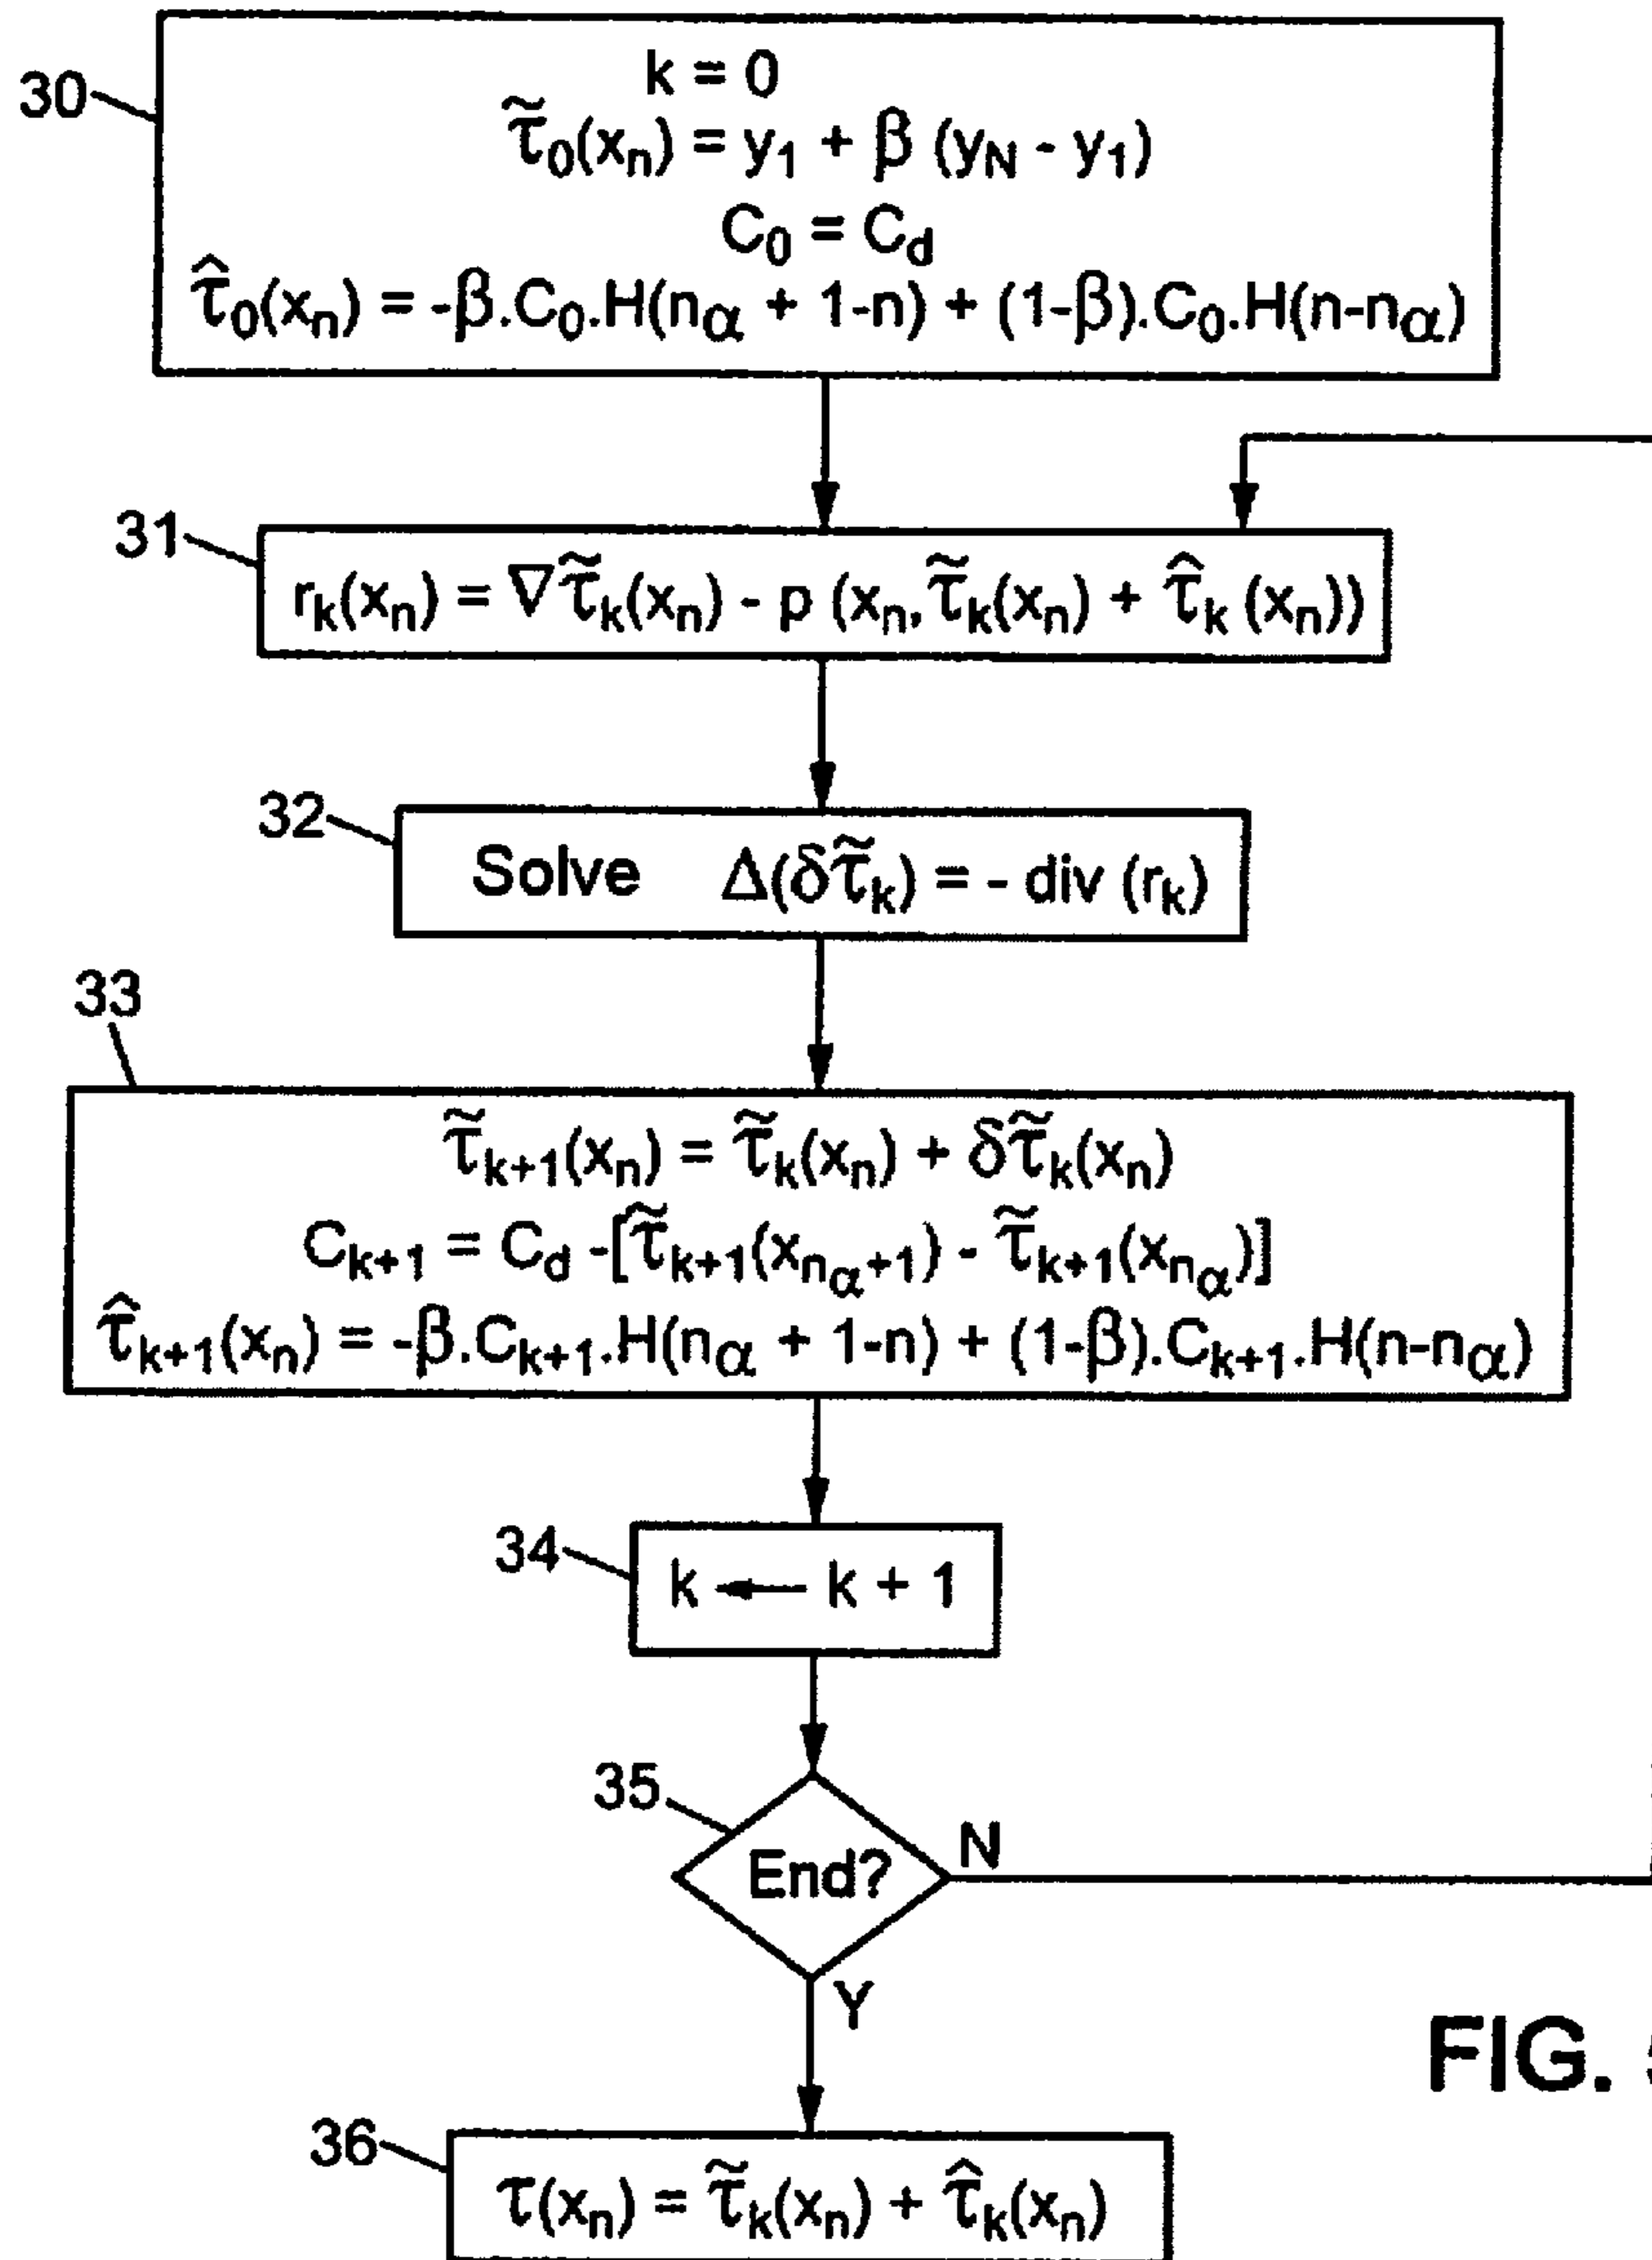 30
k = 0
τ̃₀(xₙ) = y₁ + β (y_N - y₁)
C₀ = C_d
τ̂₀(xₙ) = -β.C₀.H(n_α + 1-n) + (1-β).C₀.H(n-n_α)
31
r_k(xₙ) = ∇τ̃_k(xₙ) - p (xₙ, τ̃_k(xₙ) + τ̂_k (xₙ))
32
Solve Δ(δτ̃_k) = - div (r_k)
33
τ̃_{k+1}(xₙ) = τ̃_k(xₙ) + δτ̃_k(xₙ)
C_{k+1} = C_d -[τ̃_{k+1}(x_{n_α+1}) - τ̃_{k+1}(x_{n_α})]
τ̂_{k+1}(xₙ) = -β.C_{k+1}.H(n_α + 1-n) + (1-β).C_{k+1}.H(n-n_α)
34
k ← k + 1
35
End?
N
Y
FIG.
36
τ(xₙ) = τ̃_k(xₙ) + τ̂_k(xₙ)